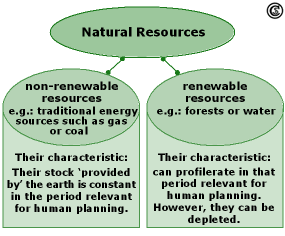 Natural Resources
non-renewable
resources
e.g.: traditional energy
sources such as gas
or coal
Their characteristic:
Their stock ‘provided
by’ the earth is constant
in the period relevant
for human planning.
renewable
resources
e.g.: forests or water
Their characteristic:
can profilerate in that
period relevant for
human planning.
However, they can be
depleted.